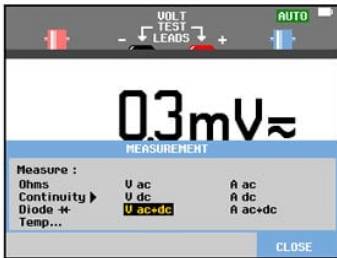 VOLT
TEST
LEADS
- +
AUTO
0.3mV≂
MEASUREMENT
Measure :
Ohms V ac A ac
Continuity V dc A dc
Diode V ac+dc A ac+dc
Temp...
CLOSE